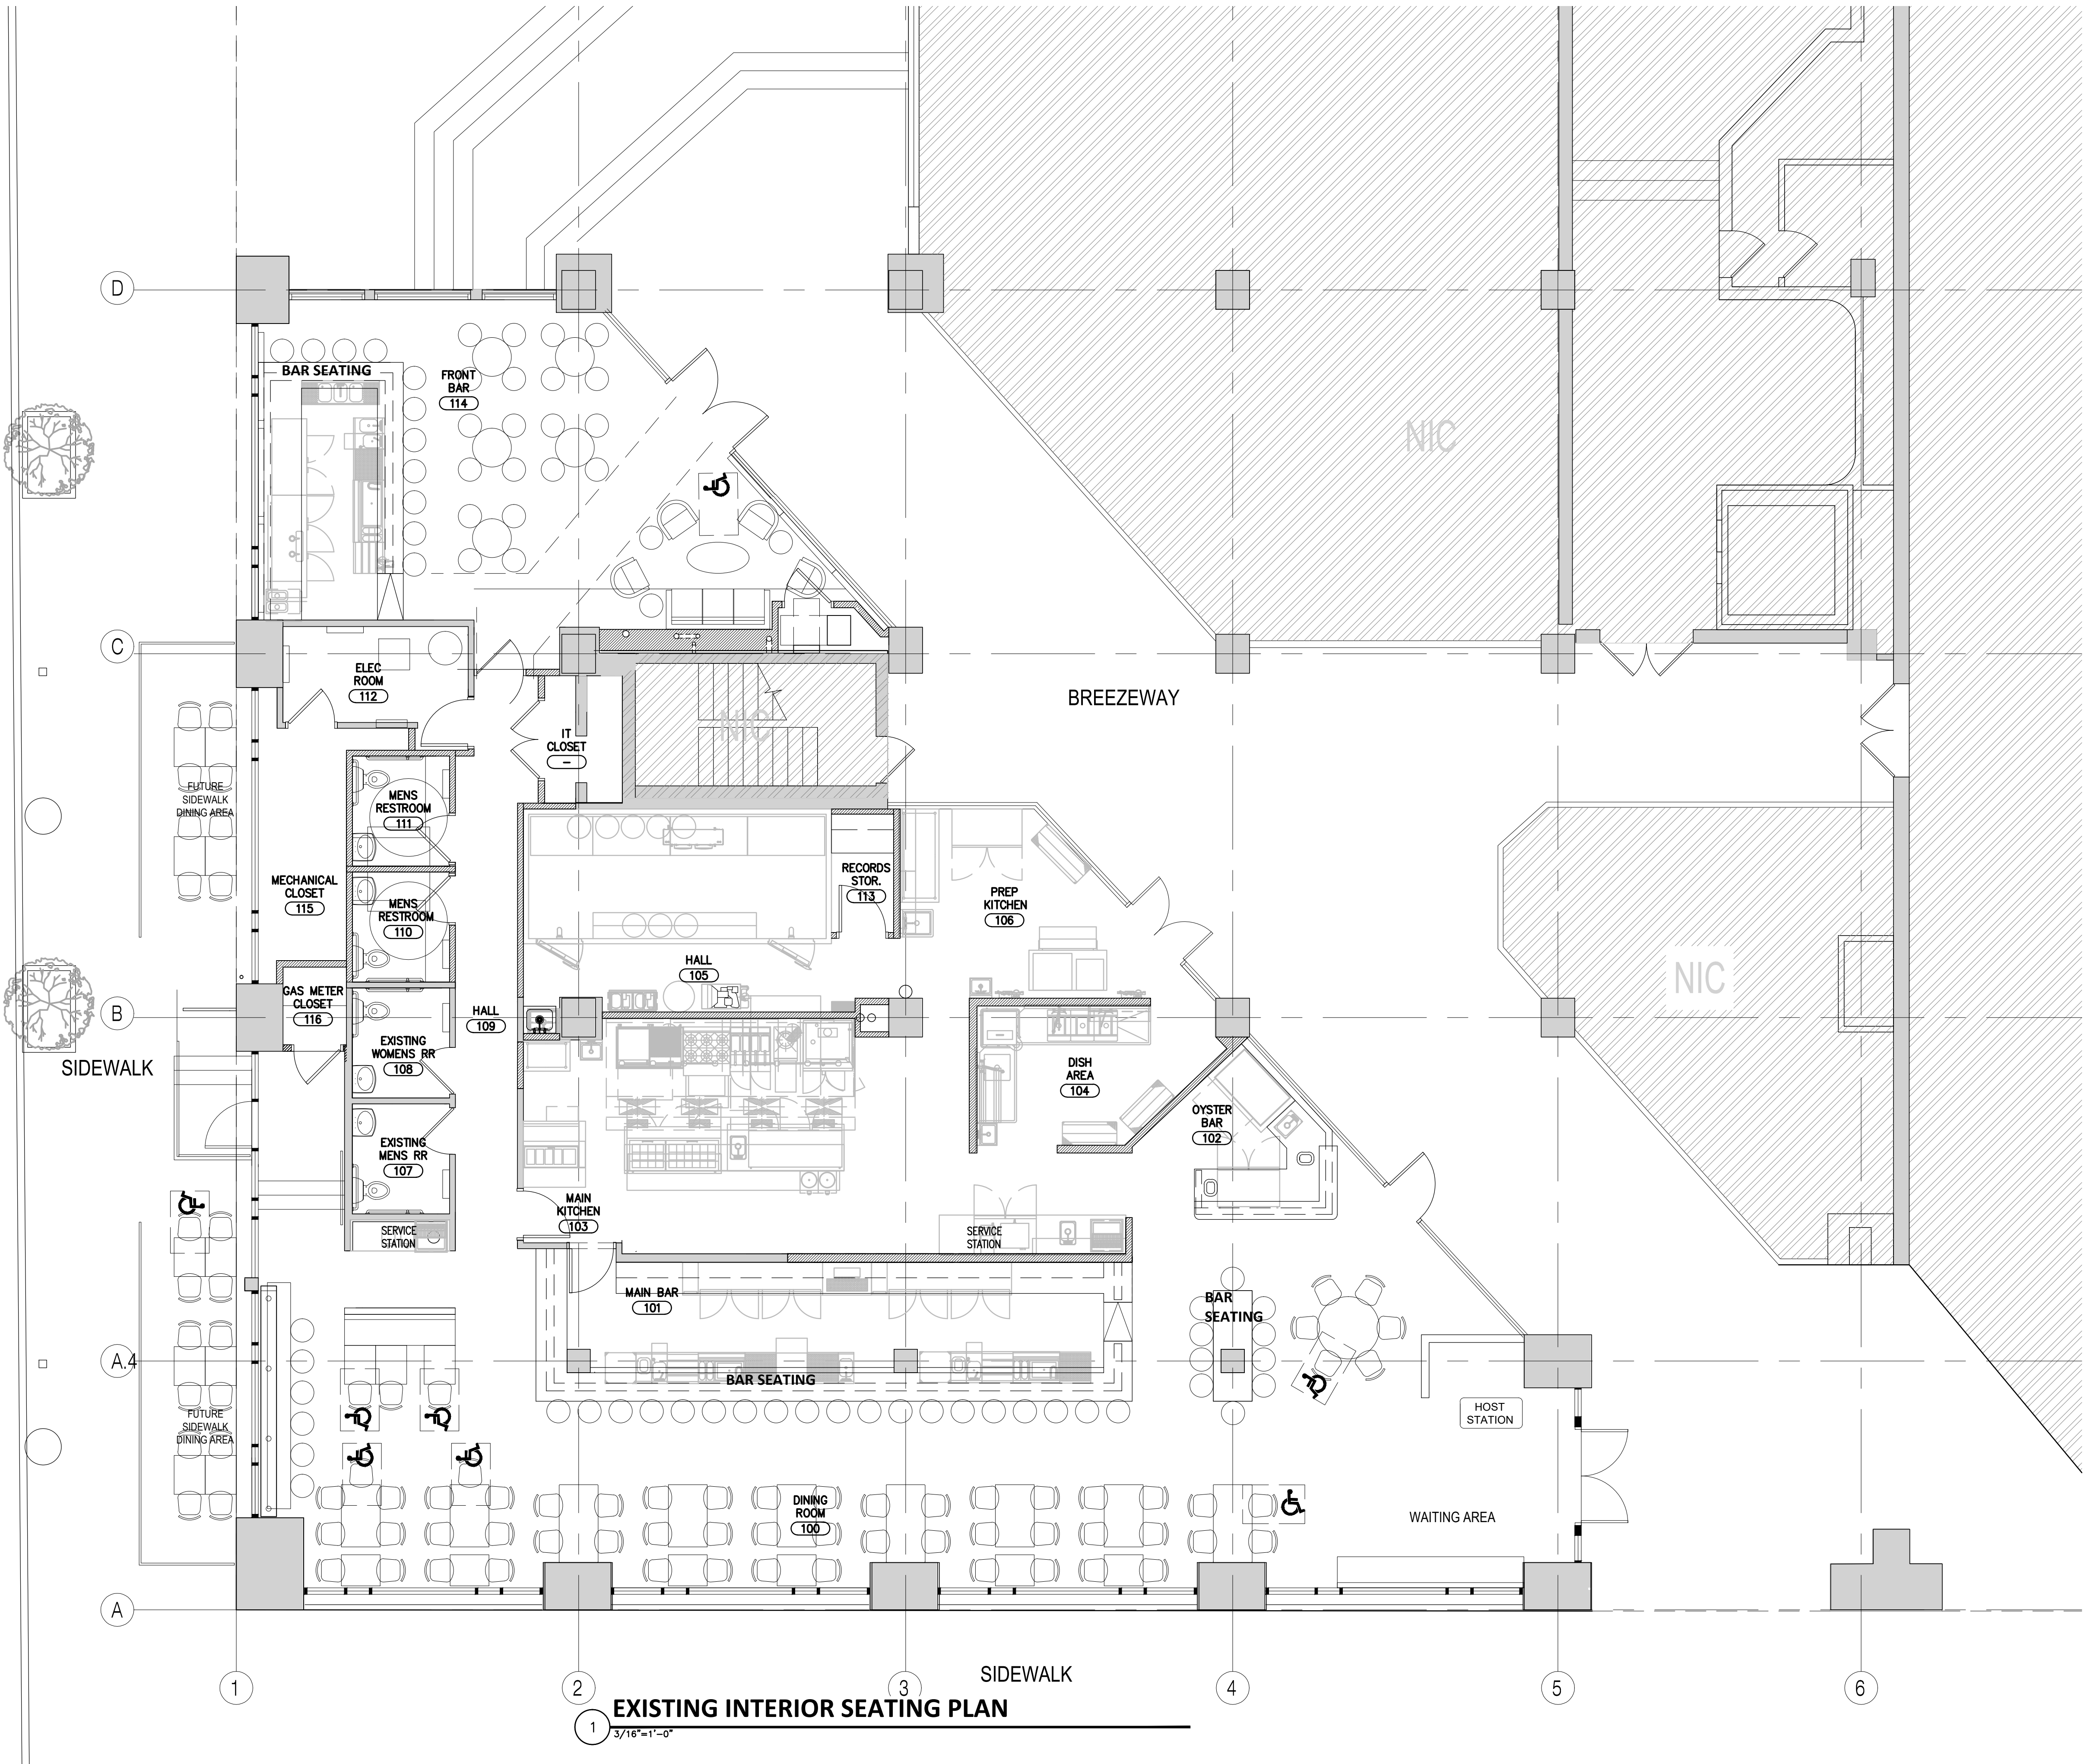 D
BAR SEATING
FRONT
BAR
114
NIC
C
ELEC
ROOM
112
BREEZEWAY
NIC
IT
CLOSET
–
FUTURE
SIDEWALK
DINING AREA
MENS
RESTROOM
111
MECHANICAL
CLOSET
115
RECORDS
STOR.
113
PREP
KITCHEN
106
MENS
RESTROOM
110
HALL
105
NIC
GAS METER
CLOSET
116
B
HALL
109
SIDEWALK
EXISTING
WOMENS RR
108
DISH
AREA
104
OYSTER
BAR
102
EXISTING
MENS RR
107
MAIN
KITCHEN
103
SERVICE
STATION
SERVICE
STATION
MAIN BAR
101
BAR
SEATING
A.4
BAR SEATING
FUTURE
SIDEWALK
DINING AREA
HOST
STATION
DINING
ROOM
100
WAITING AREA
A
SIDEWALK
1
2
3
4
5
6
1
EXISTING INTERIOR SEATING PLAN
3/16"=1'-0"